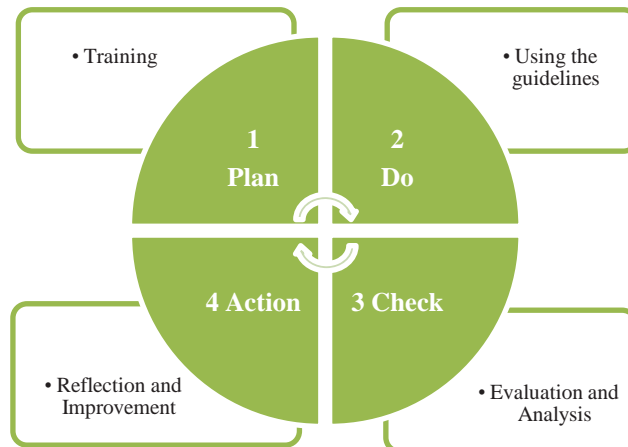 • Training
• Using the
guidelines
1
Plan
2
Do
4 Action
3 Check
• Reflection and
Improvement
• Evaluation and
Analysis